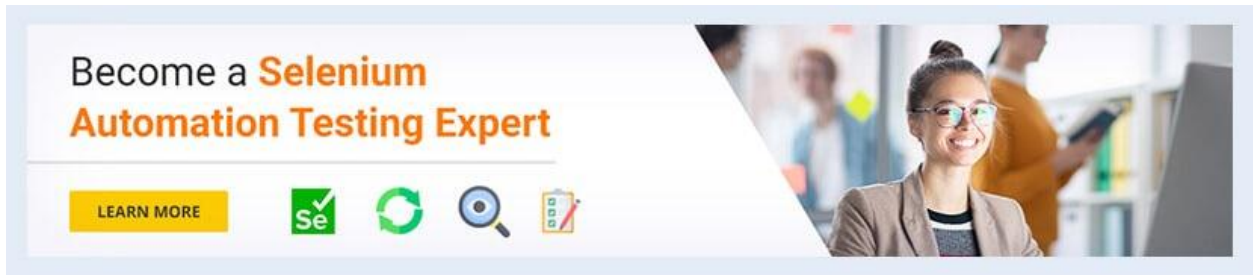 Become a Selenium
Automation Testing Expert
LEARN MORE
Se